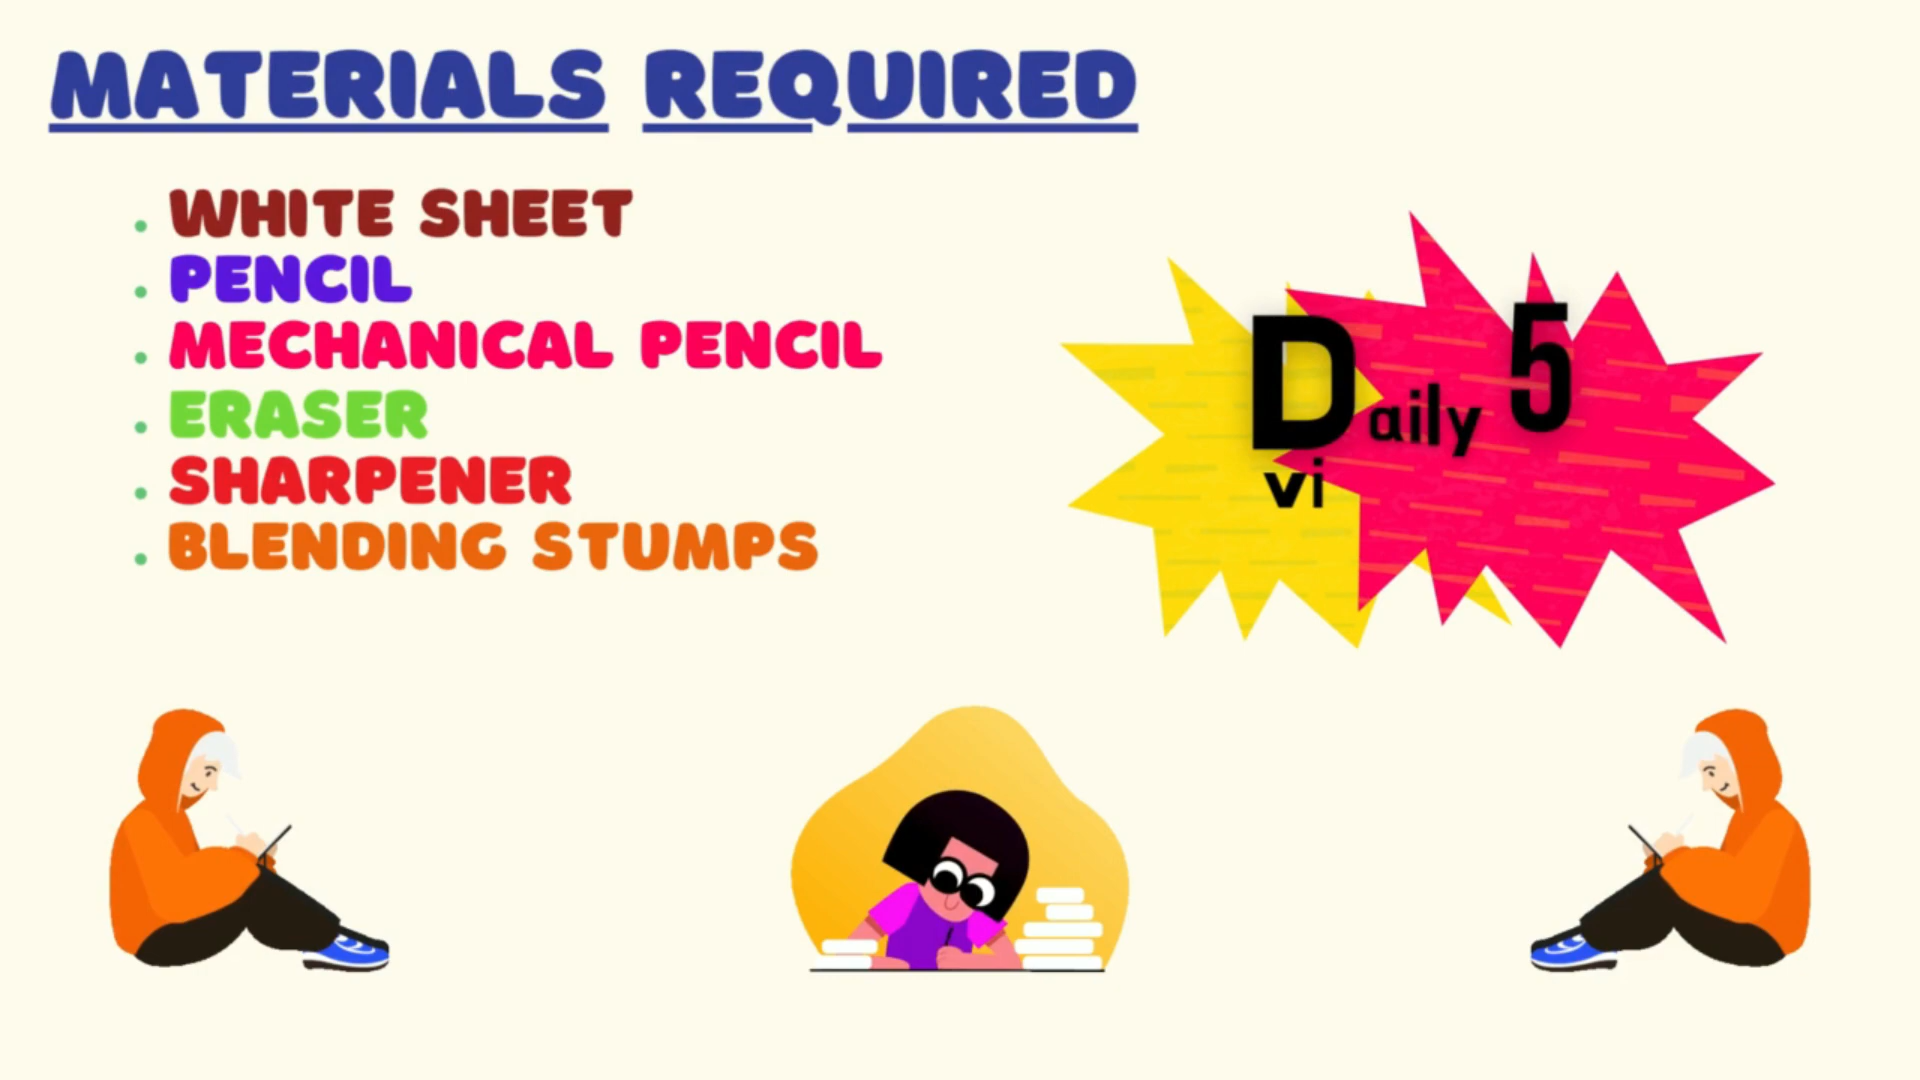 MATERIALS REQUIRED
WHITE SHEET
PENCIL
MECHANICAL PENCIL
ERASER
SHARPENER
BLENDING STUMPS
Daily 5
vi